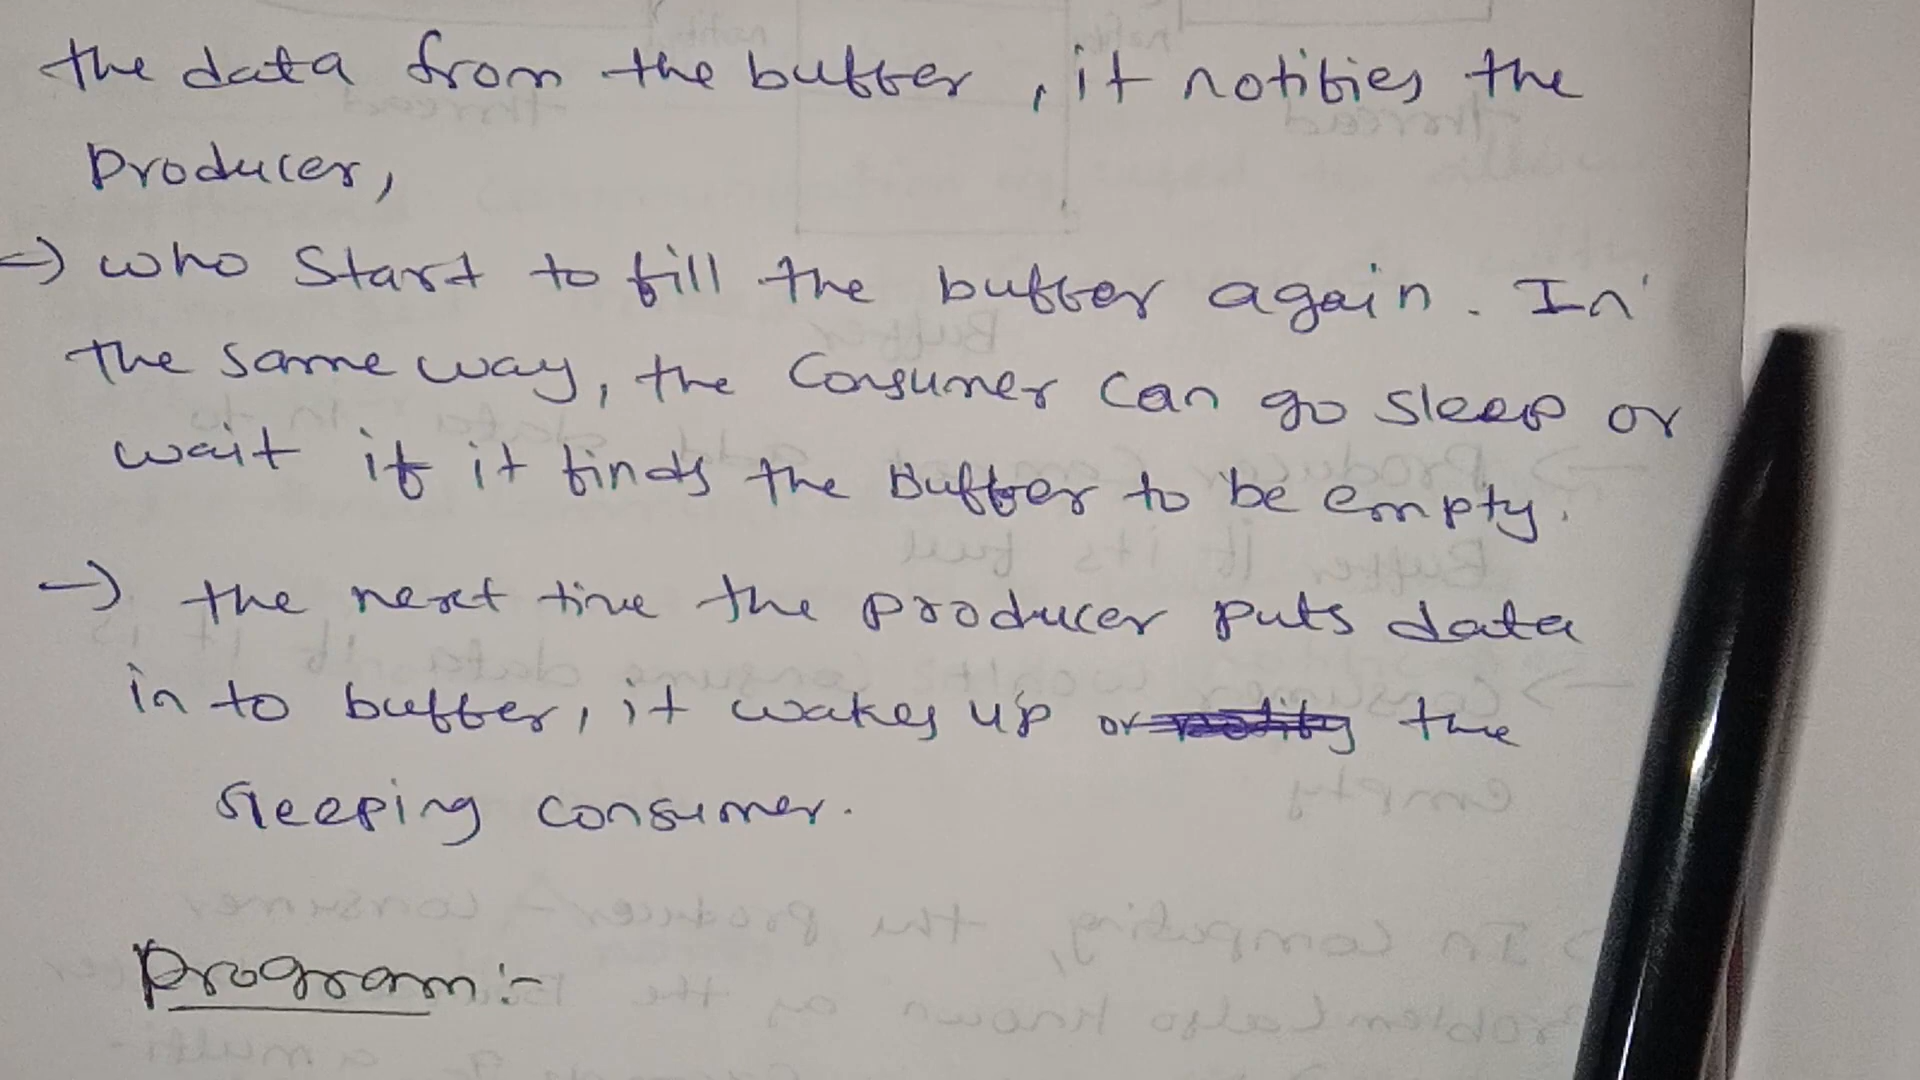 the data from the buffer, it notifies the
Producer,
→ who start to fill the buffer again. In
the same way, the Consumer can go sleep or
wait if it finds the Buffer to be empty.
→ the next time the producer puts data
in to buffer, it wakes up or notify the
sleeping consumer.
Program:-